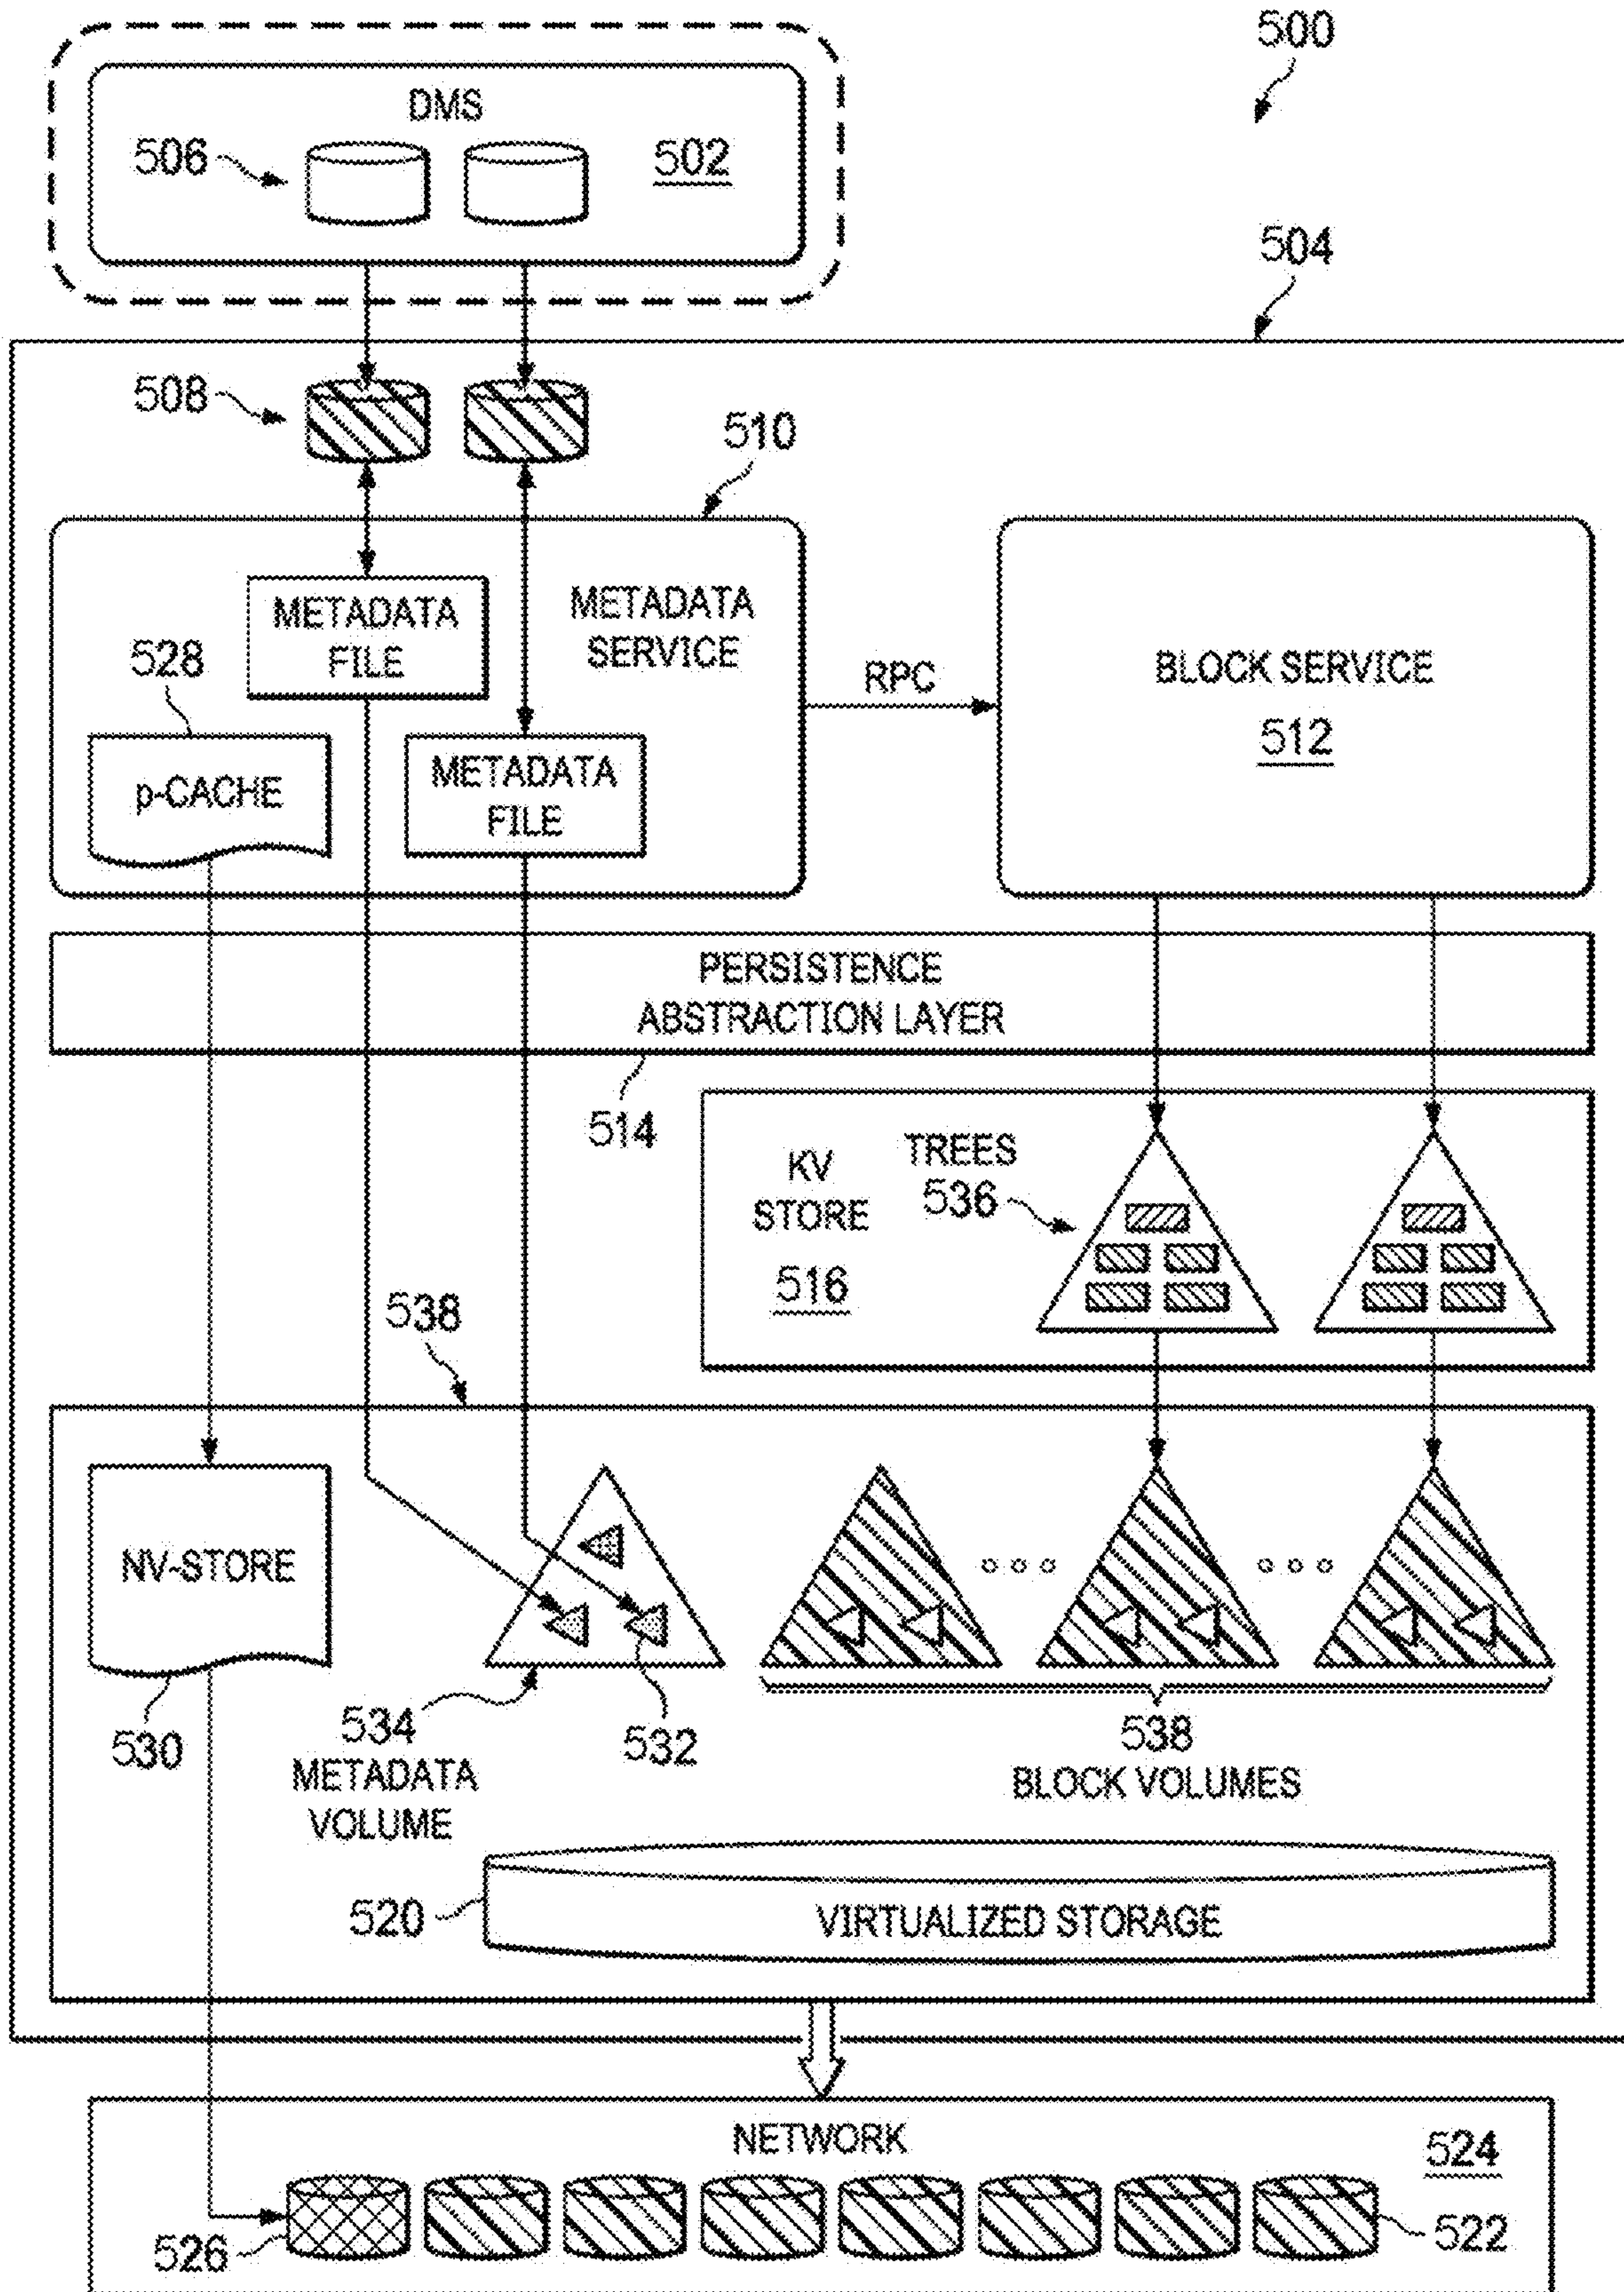 500
DMS
506
502
504
508
510
METADATA
FILE
METADATA
SERVICE
528
p-CACHE
METADATA
FILE
RPC
BLOCK SERVICE
512
PERSISTENCE
ABSTRACTION LAYER
514
KV
STORE
516
TREES
536
538
NV-STORE
530
534
METADATA
VOLUME
532
538
BLOCK VOLUMES
520
VIRTUALIZED STORAGE
NETWORK
524
526
522